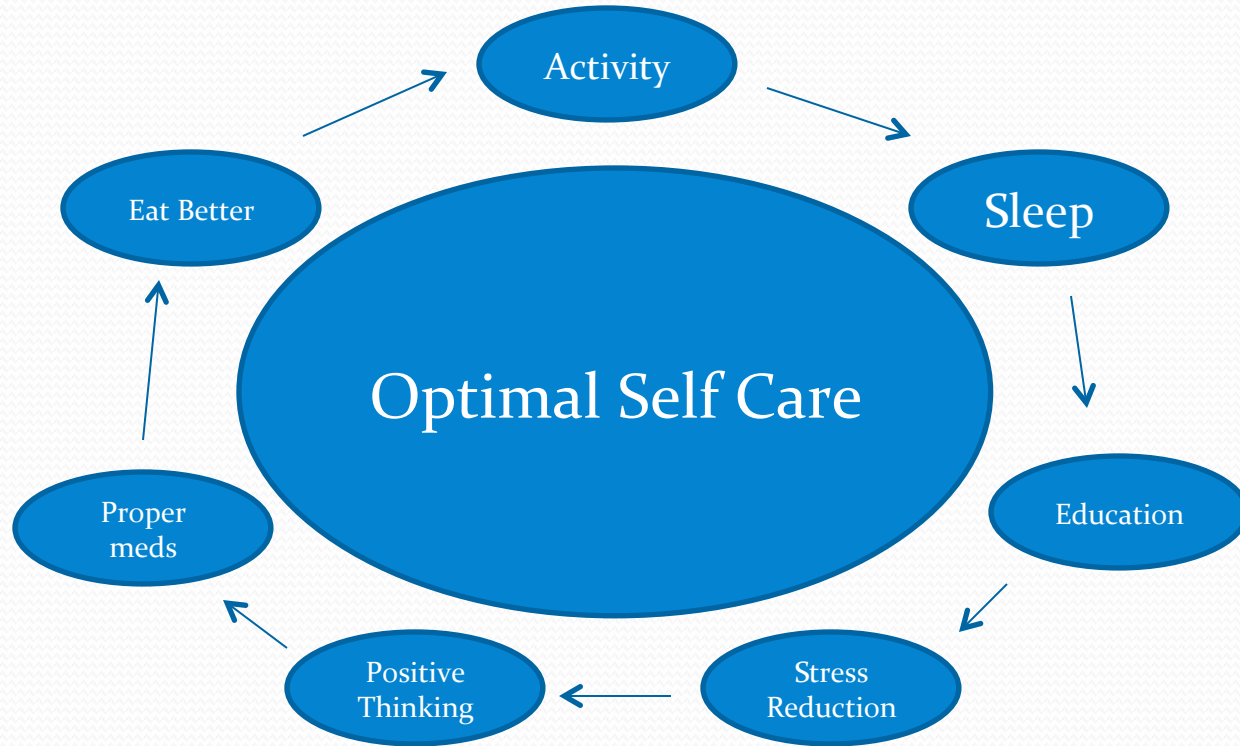 Activity
Eat Better
Sleep
Optimal Self Care
Proper
meds
Education
Positive
Thinking
Stress
Reduction